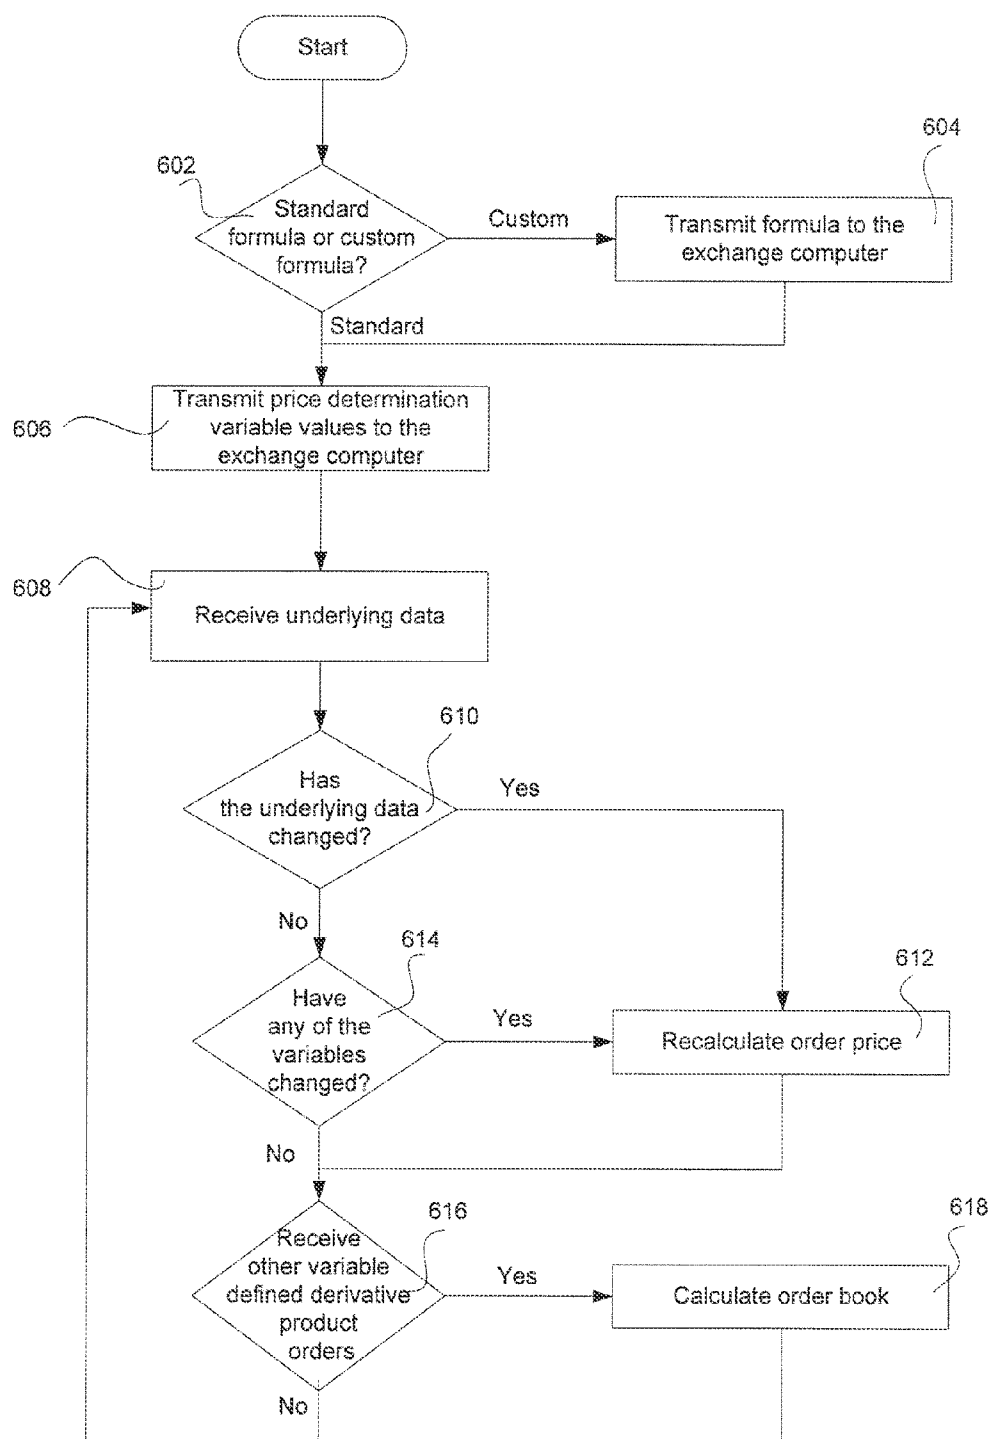 Start
602
Standard
formula or custom
formula?
Custom
604
Transmit formula to the
exchange computer
Standard
606
Transmit price determination
variable values to the
exchange computer
608
Receive underlying data
610
Has
the underlying data
changed?
Yes
No
614
Have
any of the
variables
changed?
Yes
612
Recalculate order price
No
616
Receive
other variable
defined derivative
product
orders
Yes
618
Calculate order book
No